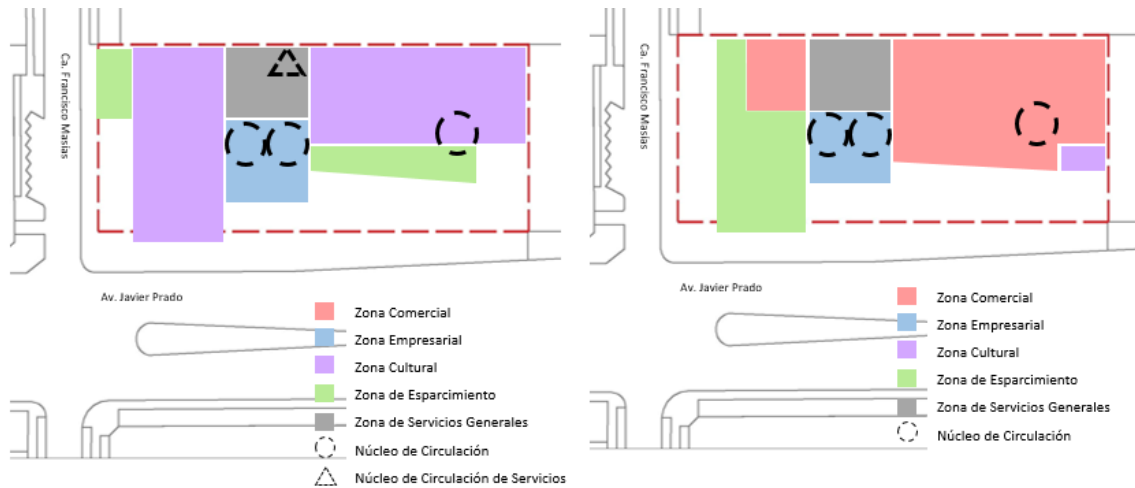 Ca. Francisco Masías
Av. Javier Prado
Zona Comercial
Zona Empresarial
Zona Cultural
Zona de Esparcimiento
Zona de Servicios Generales
Núcleo de Circulación
Núcleo de Circulación de Servicios
Ca. Francisco Masías
Av. Javier Prado
Zona Comercial
Zona Empresarial
Zona Cultural
Zona de Esparcimiento
Zona de Servicios Generales
Núcleo de Circulación